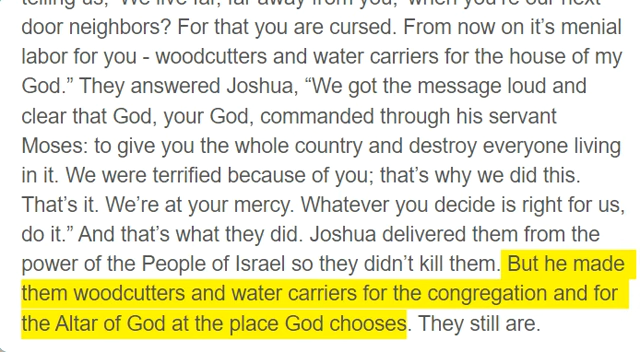 telling us, 'We live far, far away from you,' when you're our next-
door neighbors? For that you are cursed. From now on it’s menial
labor for you - woodcutters and water carriers for the house of my
God.” They answered Joshua, “We got the message loud and
clear that God, your God, commanded through his servant
Moses: to give you the whole country and destroy everyone living
in it. We were terrified because of you; that’s why we did this.
That’s it. We’re at your mercy. Whatever you decide is right for us,
do it.” And that’s what they did. Joshua delivered them from the
power of the People of Israel so they didn’t kill them. But he made
them woodcutters and water carriers for the congregation and for
the Altar of God at the place God chooses. They still are.